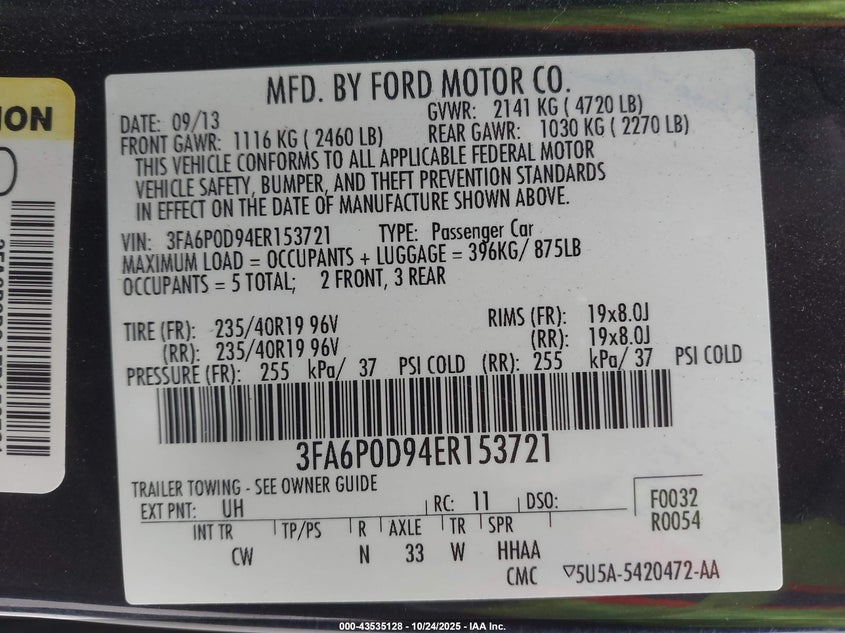 MFD. BY FORD MOTOR CO.
DATE: 09/13 GVWR: 2141 KG ( 4720 LB)
FRONT GAWR: 1116 KG ( 2460 LB) REAR GAWR: 1030 KG ( 2270 LB)
THIS VEHICLE CONFORMS TO ALL APPLICABLE FEDERAL MOTOR
VEHICLE SAFETY, BUMPER, AND THEFT PREVENTION STANDARDS
IN EFFECT ON THE DATE OF MANUFACTURE SHOWN ABOVE.
VIN: 3FA6P0D94ER153721 TYPE: Passenger Car
MAXIMUM LOAD = OCCUPANTS + LUGGAGE = 396KG/ 875LB
OCCUPANTS = 5 TOTAL; 2 FRONT, 3 REAR
TIRE (FR): 235/40R19 96V RIMS (FR): 19x8.0J
(RR): 235/40R19 96V (RR): 19x8.0J
PRESSURE (FR): 255 kPa/ 37 PSI COLD (RR): 255 kPa/ 37 PSI COLD
3FA6P0D94ER153721
TRAILER TOWING - SEE OWNER GUIDE
EXT PNT: UH RC: 11 DSO: F0032
R0054
INT TR TP/PS R AXLE TR SPR
CW N 33 W HHAA
CMC ▽5U5A-5420472-AA
000-43535128 - 10/24/2025 - IAA Inc.